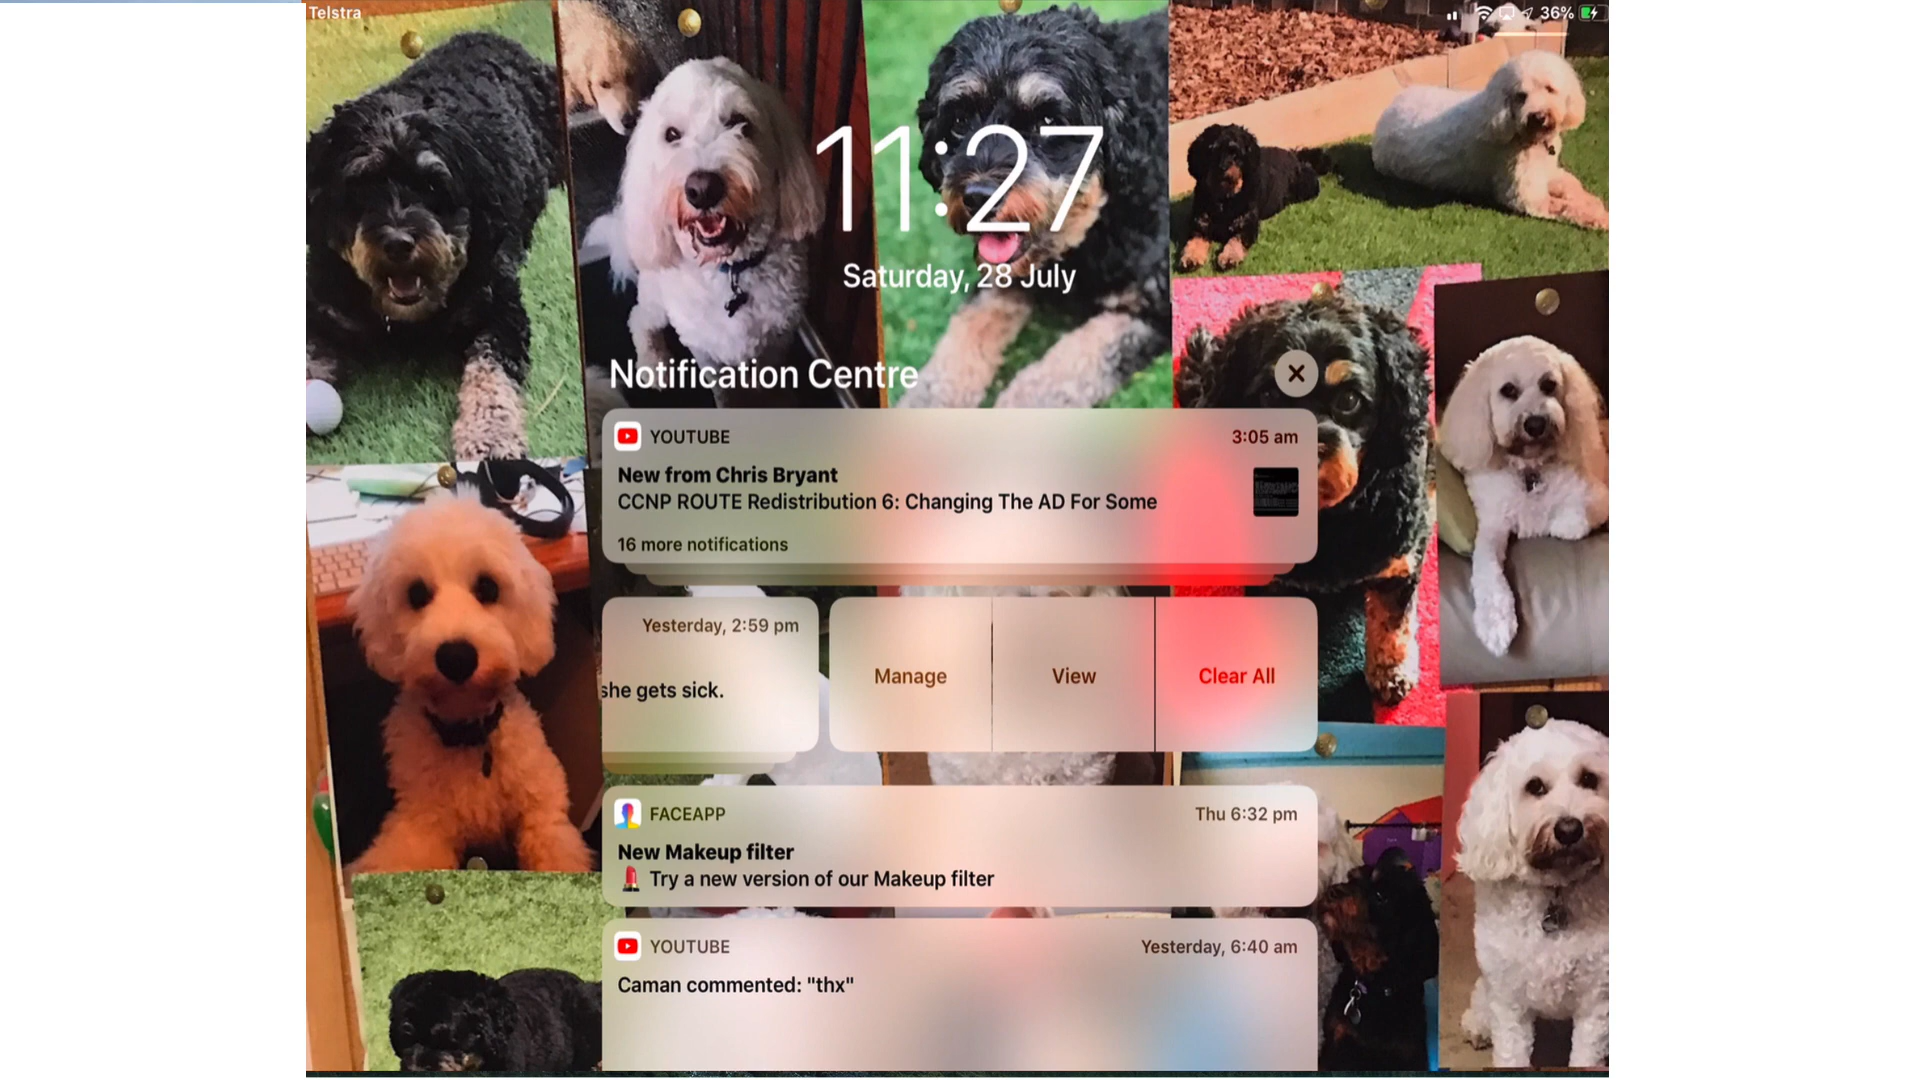 Telstra
36%
11:27
Saturday, 28 July
Notification Centre
YOUTUBE
3:05 am
New from Chris Bryant
CCNP ROUTE Redistribution 6: Changing The AD For Some
16 more notifications
Yesterday, 2:59 pm
she gets sick.
Manage
View
Clear All
FACEAPP
Thu 6:32 pm
New Makeup filter
Try a new version of our Makeup filter
YOUTUBE
Yesterday, 6:40 am
Caman commented: "thx"